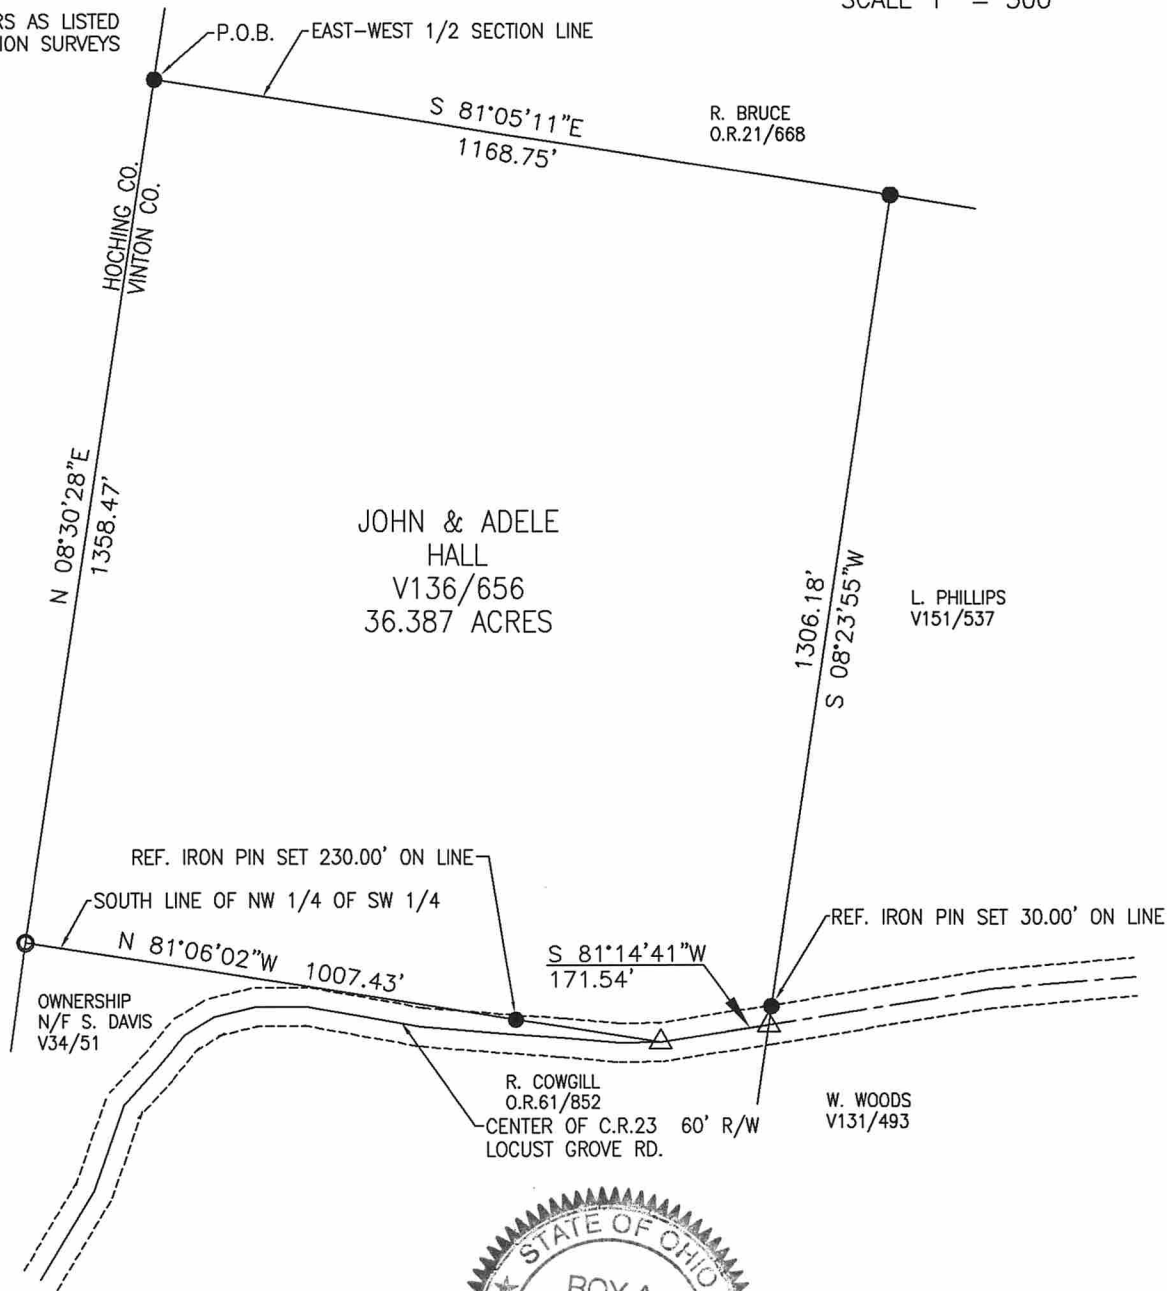 RS AS LISTED
ION SURVEYS
SCALE 1" = 300'
P.O.B.
EAST-WEST 1/2 SECTION LINE
S 81°05'11"E
1168.75'
R. BRUCE
O.R.21/668
HOCHING CO.
VINTON CO.
N 08°30'28"E
1358.47'
JOHN & ADELE
HALL
V136/656
36.387 ACRES
1306.18'
S 08°23'55"W
L. PHILLIPS
V151/537
REF. IRON PIN SET 230.00' ON LINE
SOUTH LINE OF NW 1/4 OF SW 1/4
REF. IRON PIN SET 30.00' ON LINE
N 81°06'02"W 1007.43'
S 81°14'41"W
171.54'
OWNERSHIP
N/F S. DAVIS
V34/51
R. COWGILL
O.R.61/852
W. WOODS
V131/493
CENTER OF C.R.23 60' R/W
LOCUST GROVE RD.
STATE OF OHIO
ROY A